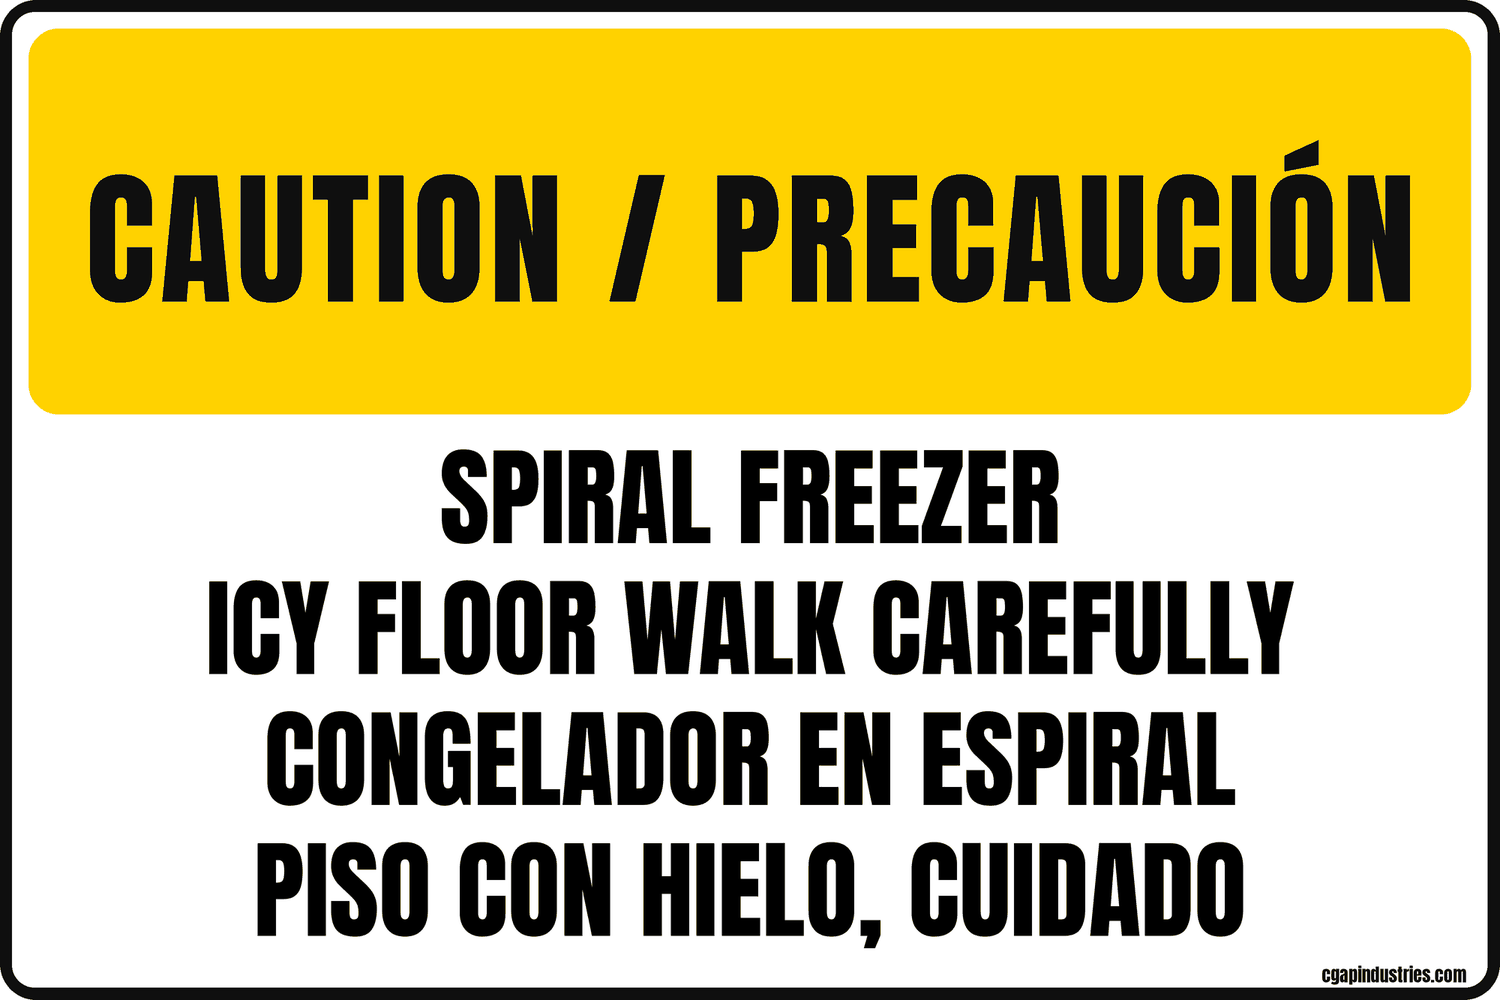 CAUTION / PRECAUCIÓN
SPIRAL FREEZER
ICY FLOOR WALK CAREFULLY
CONGELADOR EN ESPIRAL
PISO CON HIELO, CUIDADO
cgapindustries.com